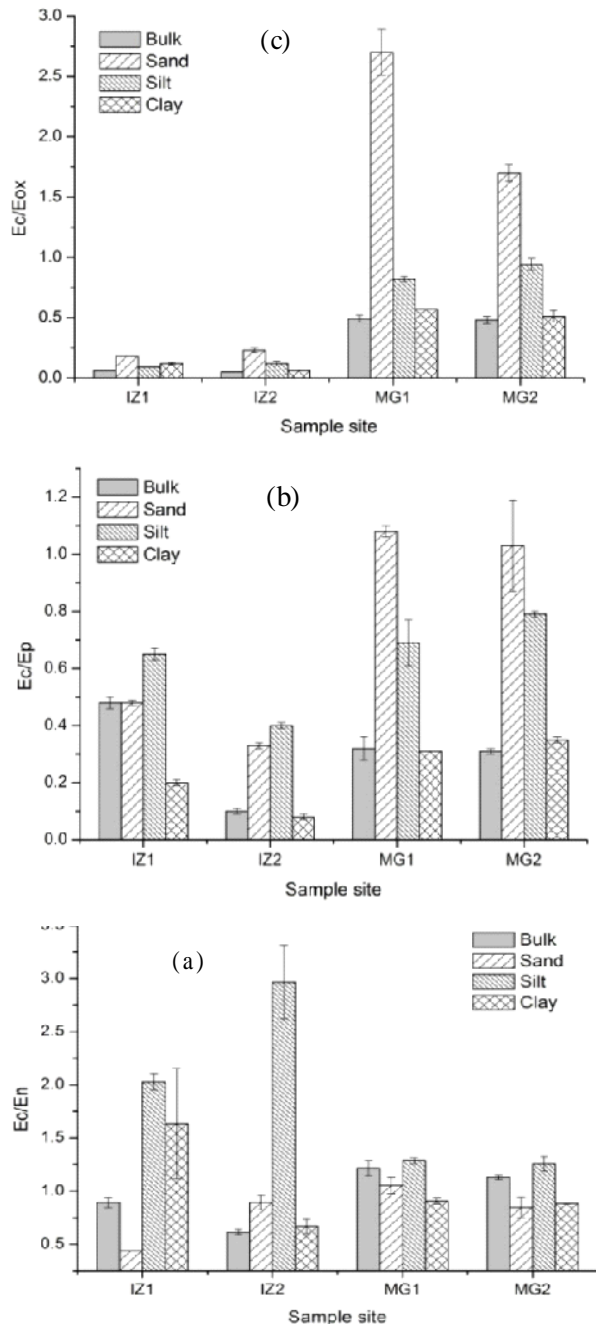 3.0
(c)
Bulk
Sand
Silt
Clay
2.5
2.0
1.5
1.0
0.5
0.0
Ec/Eox
IZ1 IZ2 MG1 MG2
Sample site
(b)
Bulk
Sand
Silt
Clay
1.2
1.0
0.8
0.6
0.4
0.2
0.0
Ec/Ep
IZ1 IZ2 MG1 MG2
Sample site
3.5
(a)
Bulk
Sand
Silt
Clay
3.0
2.5
2.0
1.5
1.0
0.5
Ec/En
IZ1 IZ2 MG1 MG2
Sample site